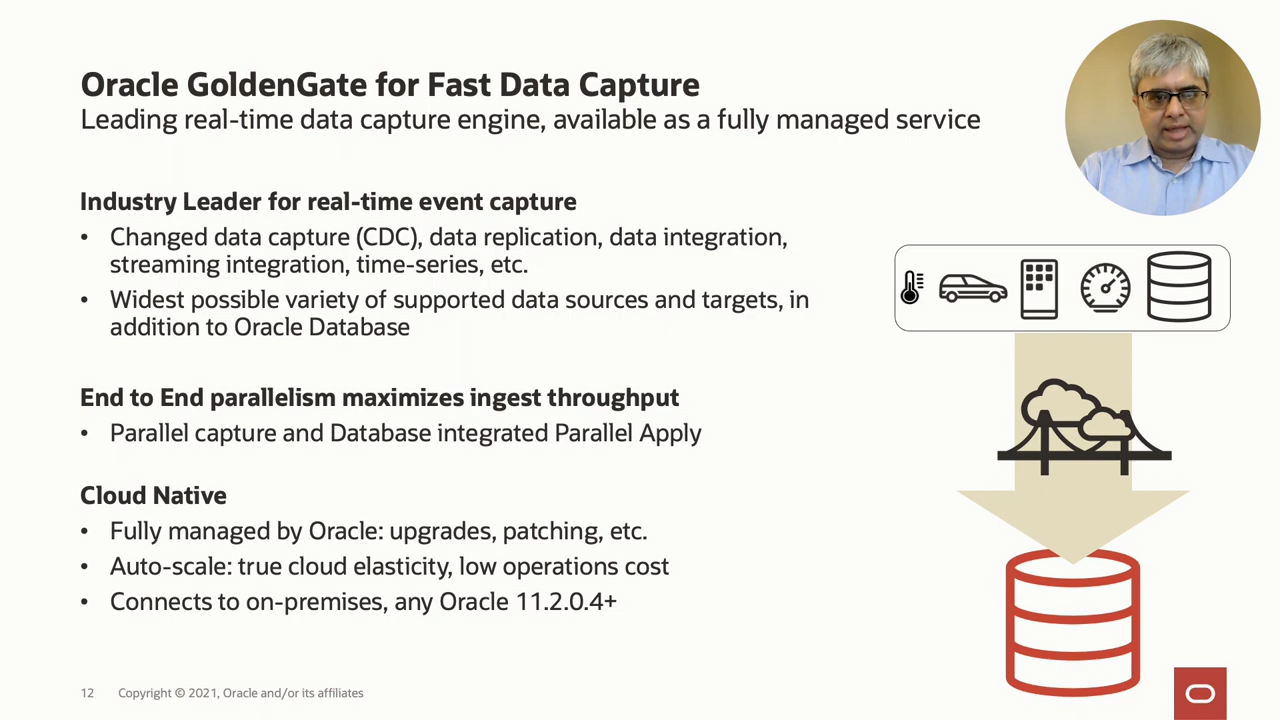 Oracle GoldenGate for Fast Data Capture
Leading real-time data capture engine, available as a fully managed service
Industry Leader for real-time event capture
• Changed data capture (CDC), data replication, data integration,
streaming integration, time-series, etc.
• Widest possible variety of supported data sources and targets, in
addition to Oracle Database
End to End parallelism maximizes ingest throughput
• Parallel capture and Database integrated Parallel Apply
Cloud Native
• Fully managed by Oracle: upgrades, patching, etc.
• Auto-scale: true cloud elasticity, low operations cost
• Connects to on-premises, any Oracle 11.2.0.4+
12 Copyright © 2021, Oracle and/or its affiliates